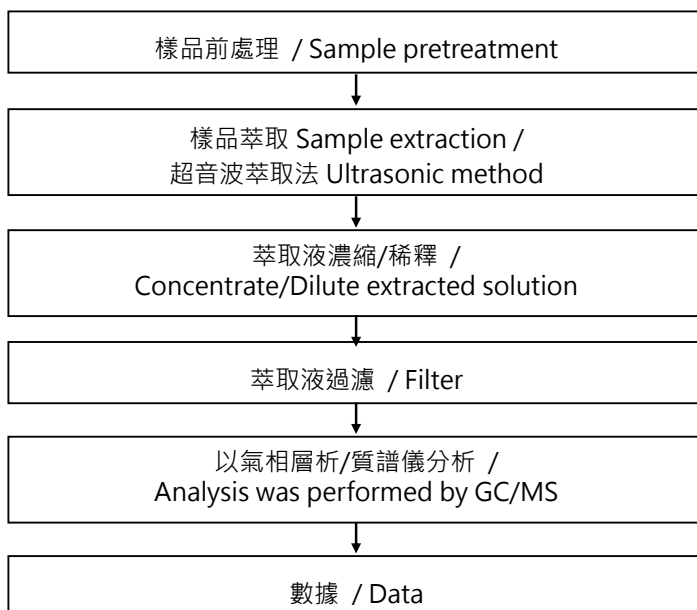 樣品前處理 / Sample pretreatment
樣品萃取 Sample extraction /
超音波萃取法 Ultrasonic method
萃取液濃縮/稀釋 /
Concentrate/Dilute extracted solution
萃取液過濾 / Filter
以氣相層析/質譜儀分析 /
Analysis was performed by GC/MS
數據 / Data